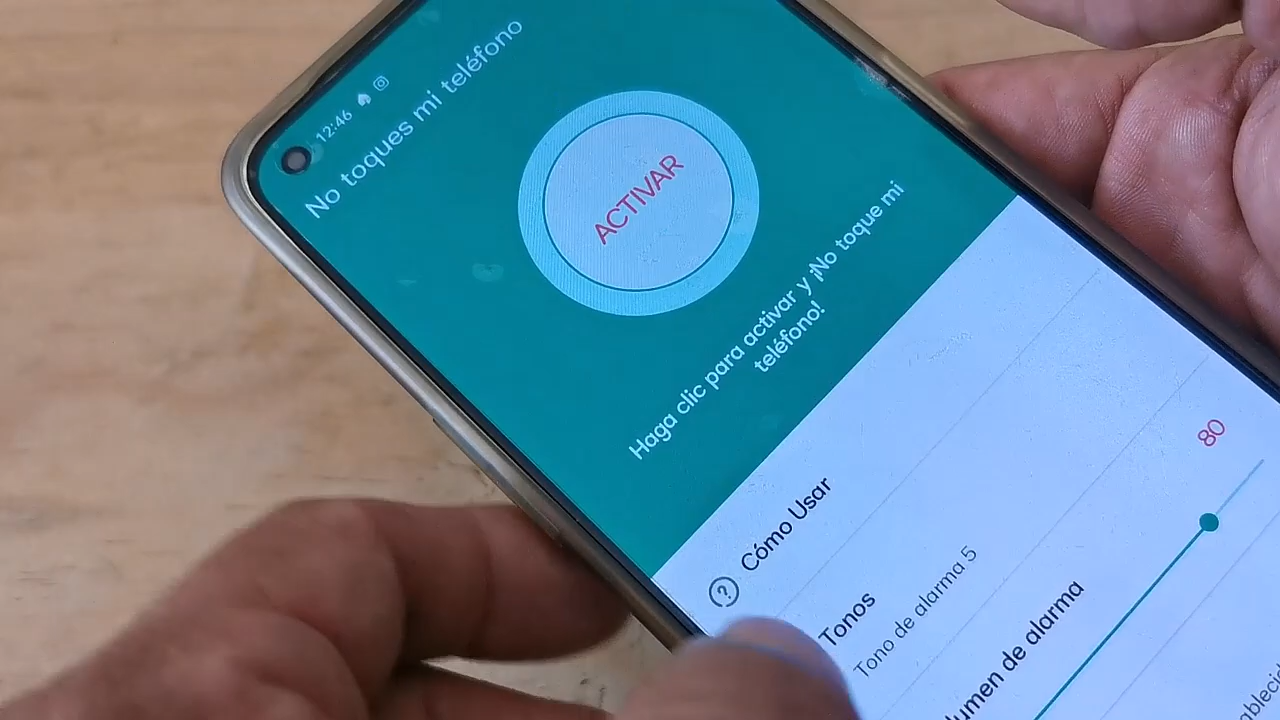 12:46
No toques mi teléfono
ACTIVAR
Haga clic para activar y ¡No toque mi
teléfono!
Cómo Usar
Tonos
Tono de alarma 5
80
de alarma